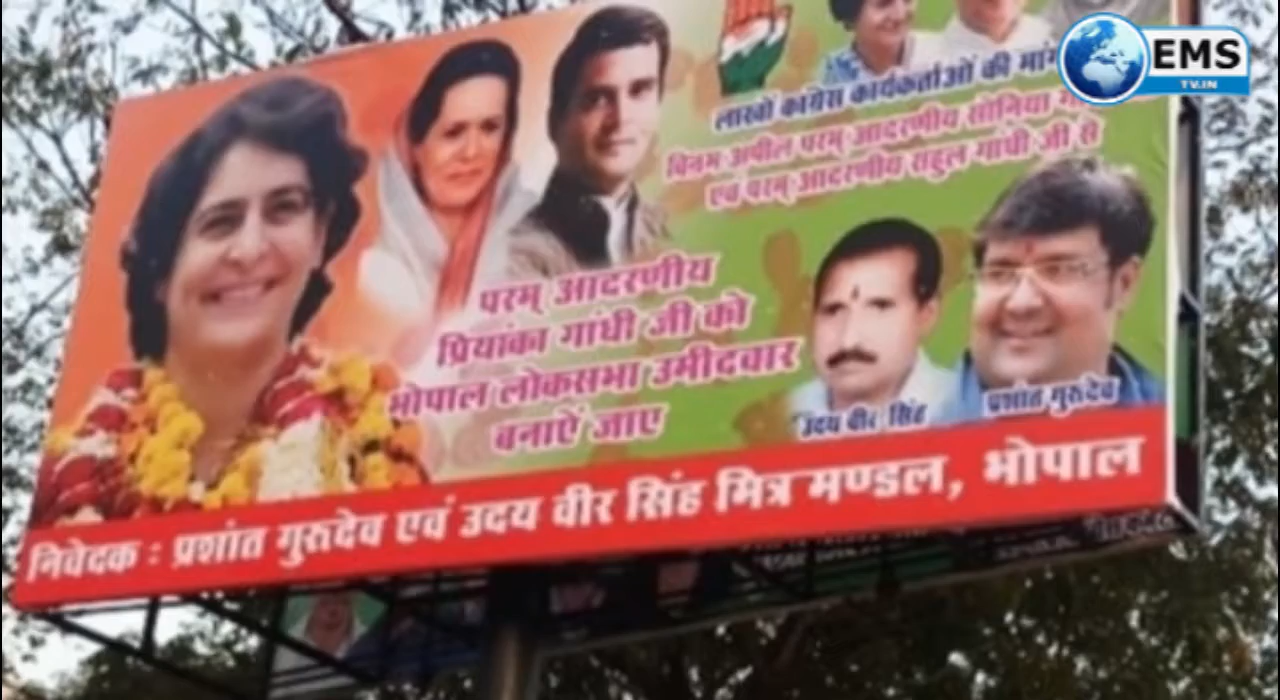 EMS
TV.IN
लाखों कांग्रेस कार्यकर्ताओं की मांग
विनम्र अपील परम् आदरणीय सोनिया
एवं परम् आदरणीय राहुल गांधी जी से
परम् आदरणीय
प्रियंका गांधी जी को
भोपाल लोकसभा उमीदवार
बनाऐं जाए
उदय वीर सिंह
प्रशांत गुरुदेव
निवेदक : प्रशांत गुरुदेव एवं उदय वीर सिंह मित्र मण्डल, भोपाल